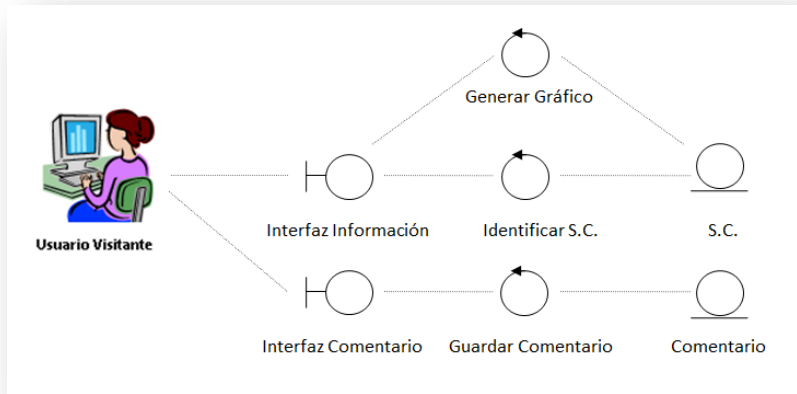 Generar Gráfico
Usuario Visitante
Interfaz Información
Identificar S.C.
S.C.
Interfaz Comentario
Guardar Comentario
Comentario